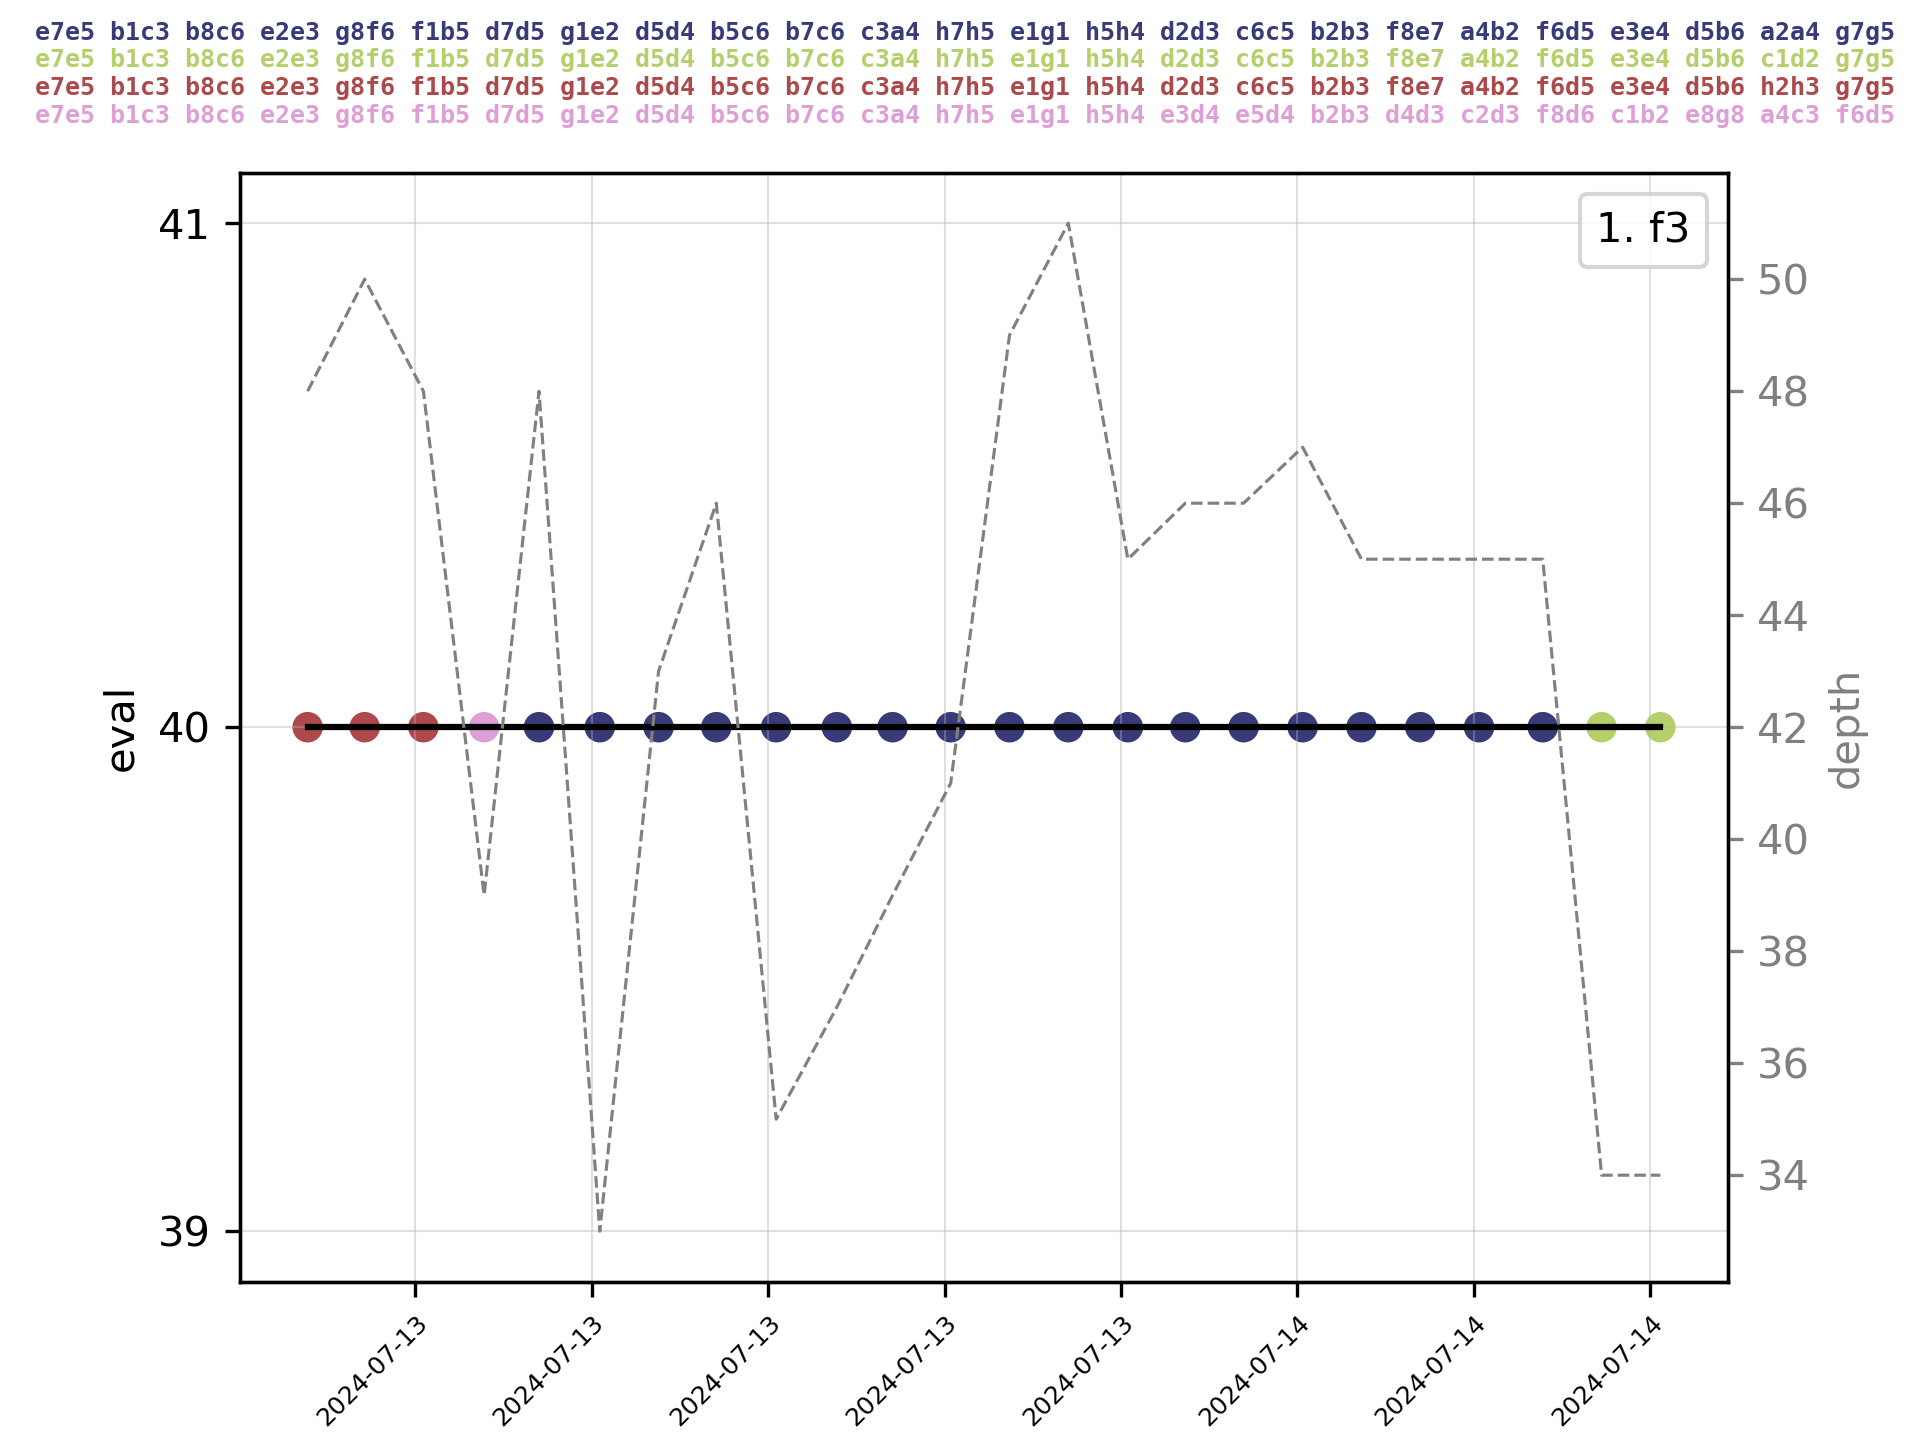 e7e5 b1c3 b8c6 e2e3 g8f6 f1b5 d7d5 g1e2 d5d4 b5c6 b7c6 c3a4 h7h5 e1g1 h5h4 d2d3 c6c5 b2b3 f8e7 a4b2 f6d5 e3e4 d5b6 a2a4 g7g5
e7e5 b1c3 b8c6 e2e3 g8f6 f1b5 d7d5 g1e2 d5d4 b5c6 b7c6 c3a4 h7h5 e1g1 h5h4 d2d3 c6c5 b2b3 f8e7 a4b2 f6d5 e3e4 d5b6 c1d2 g7g5
e7e5 b1c3 b8c6 e2e3 g8f6 f1b5 d7d5 g1e2 d5d4 b5c6 b7c6 c3a4 h7h5 e1g1 h5h4 d2d3 c6c5 b2b3 f8e7 a4b2 f6d5 e3e4 d5b6 h2h3 g7g5
e7e5 b1c3 b8c6 e2e3 g8f6 f1b5 d7d5 g1e2 d5d4 b5c6 b7c6 c3a4 h7h5 e1g1 h5h4 e3d4 e5d4 b2b3 d4d3 c2d3 f8d6 c1b2 e8g8 a4c3 f6d5
1. f3
41
40
39
eval
50
48
46
44
42
40
38
36
34
depth
2024-07-13
2024-07-13
2024-07-13
2024-07-13
2024-07-13
2024-07-14
2024-07-14
2024-07-14